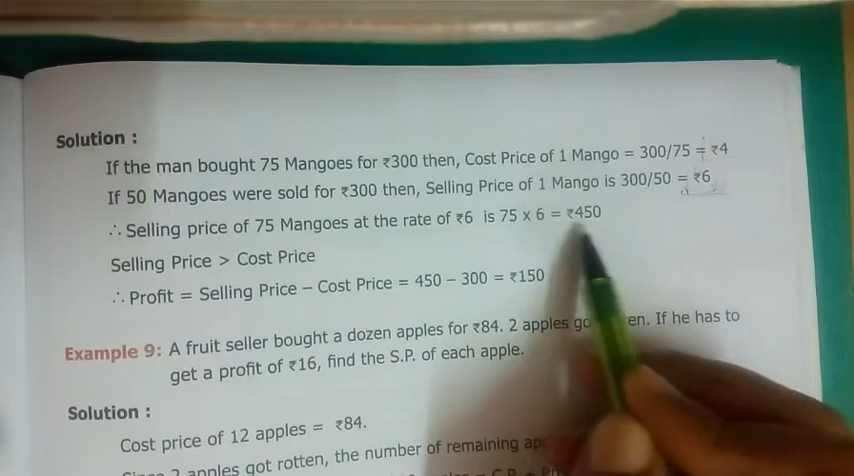 Solution :
If the man bought 75 Mangoes for ₹300 then, Cost Price of 1 Mango = 300/75 = ₹4
If 50 Mangoes were sold for ₹300 then, Selling Price of 1 Mango is 300/50 = ₹6
∴ Selling price of 75 Mangoes at the rate of ₹6 is 75 x 6 = ₹450
Selling Price > Cost Price
∴ Profit = Selling Price – Cost Price = 450 – 300 = ₹150
Example 9: A fruit seller bought a dozen apples for ₹84. 2 apples If he has to
get a profit of ₹16, find the S.P. of each apple.
Solution :
Cost price of 12 apples = ₹84.
2 apples got rotten, the number of remaining